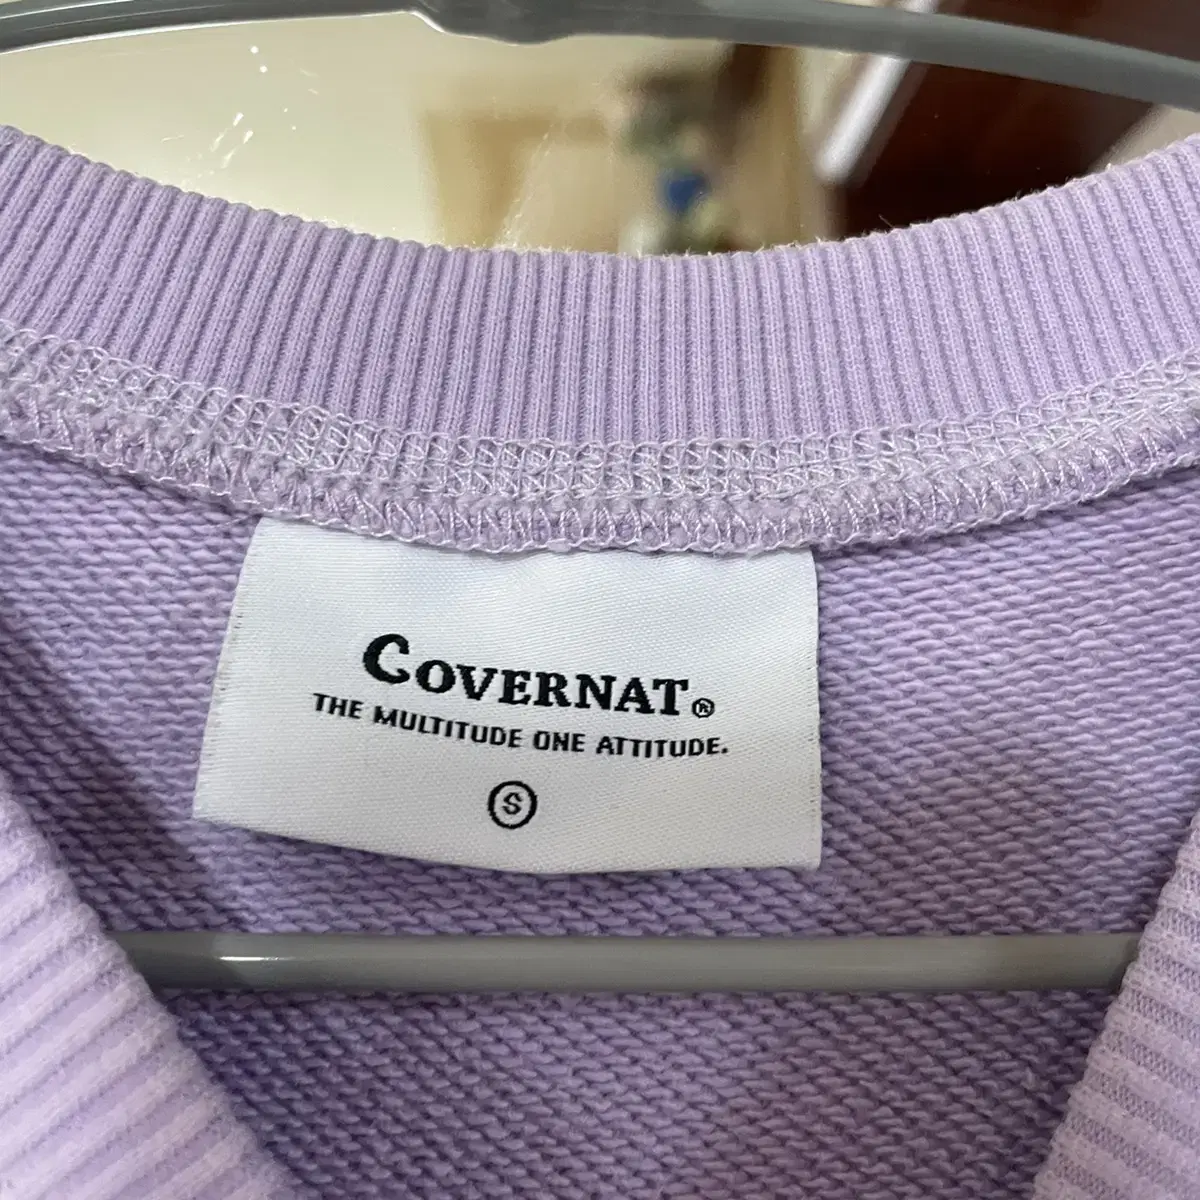 COVERNAT®
THE MULTITUDE ONE ATTITUDE.
S